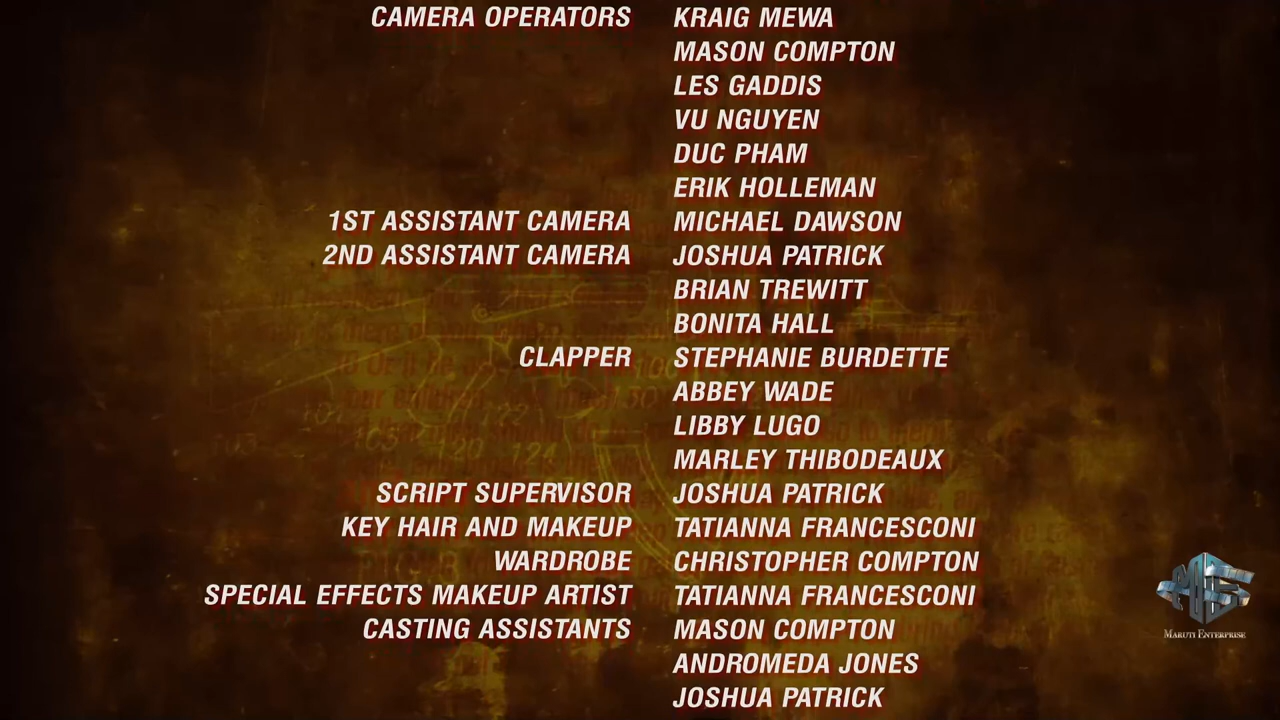 CAMERA OPERATORS KRAIG MEWA
MASON COMPTON
LES GADDIS
VU NGUYEN
DUC PHAM
ERIK HOLLEMAN
1ST ASSISTANT CAMERA MICHAEL DAWSON
2ND ASSISTANT CAMERA JOSHUA PATRICK
BRIAN TREWITT
BONITA HALL
CLAPPER STEPHANIE BURDETTE
ABBEY WADE
LIBBY LUGO
MARLEY THIBODEAUX
SCRIPT SUPERVISOR JOSHUA PATRICK
KEY HAIR AND MAKEUP TATIANNA FRANCESCONI
WARDROBE CHRISTOPHER COMPTON
SPECIAL EFFECTS MAKEUP ARTIST TATIANNA FRANCESCONI
CASTING ASSISTANTS MASON COMPTON
ANDROMEDA JONES
JOSHUA PATRICK
MARUTI ENTERPRISE